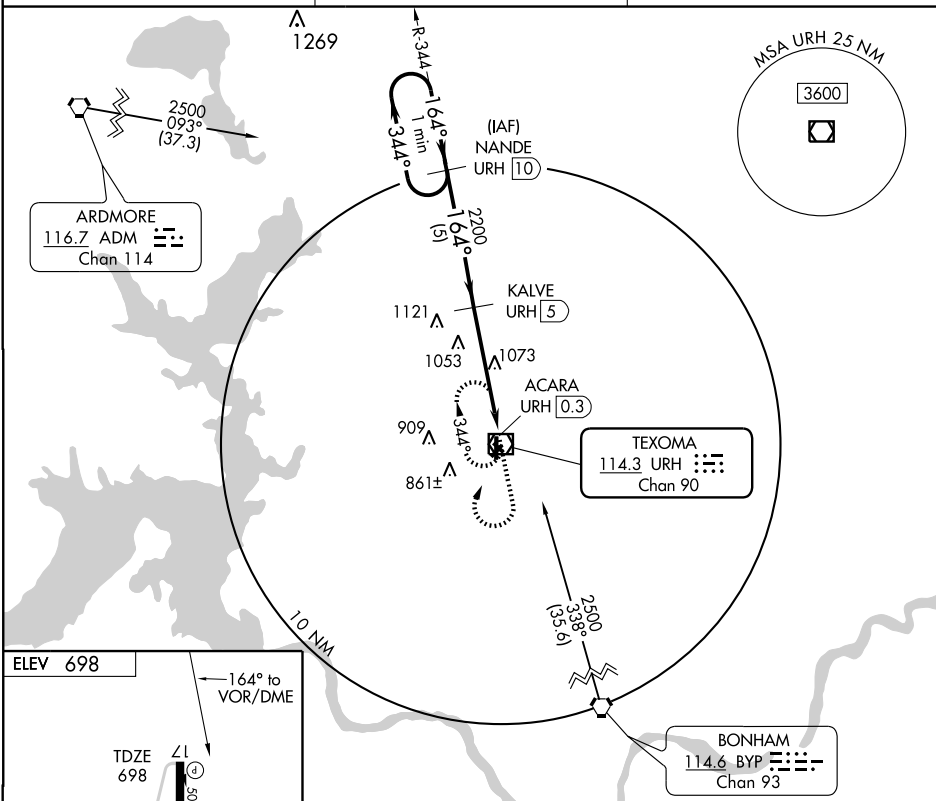 1269
R-344
MSA URH 25 NM
3600
2500
093°
(37.3)
164°
1 min
344°
(IAF)
NANDE
URH 10
ARDMORE
116.7 ADM
Chan 114
2200
164°
(5)
KALVE
URH 5
1121
1053
1073
ACARA
URH 0.3
344°
909
861±
TEXOMA
114.3 URH
Chan 90
2500
338°
(35.6)
10 NM
ELEV 698
164° to
VOR/DME
TDZE
698
17
P
50
BONHAM
114.6 BYP
Chan 93